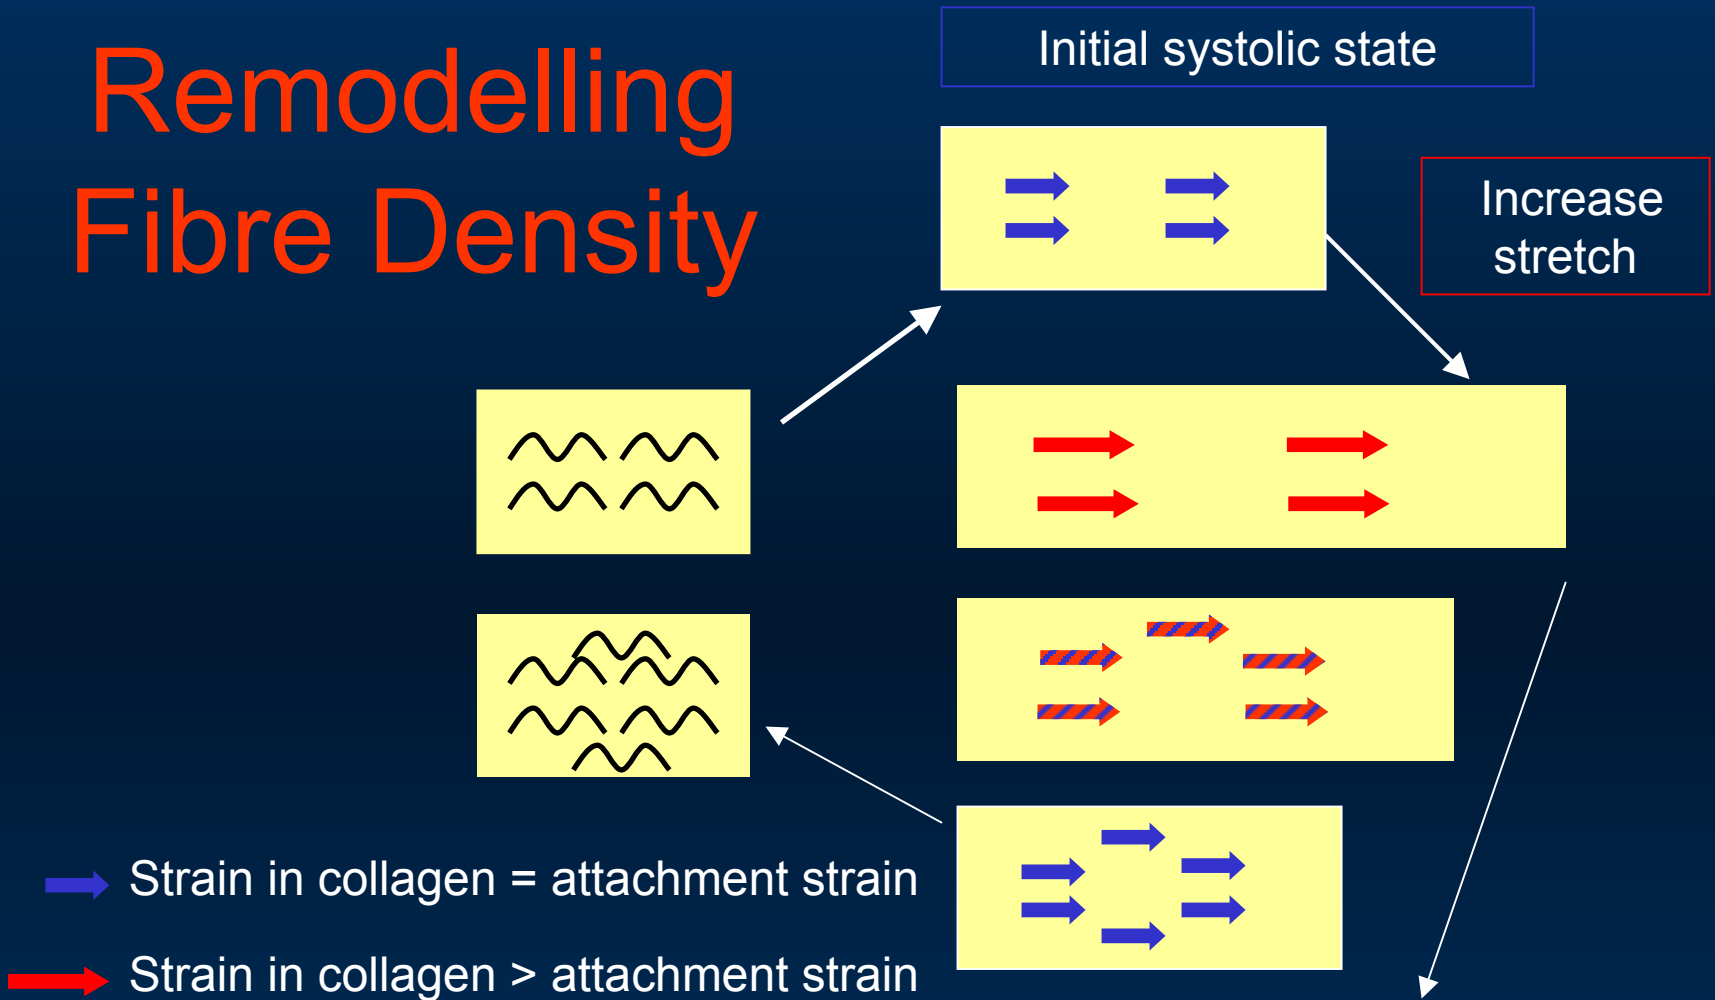 Remodelling
Fibre Density
Initial systolic state
Increase
stretch
Strain in collagen = attachment strain
Strain in collagen > attachment strain